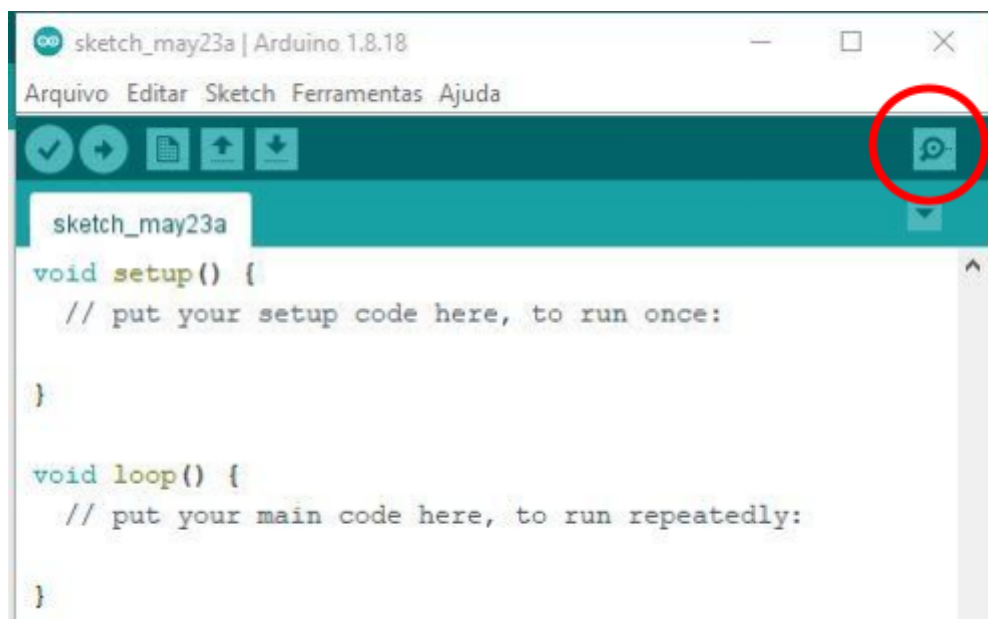 sketch_may23a | Arduino 1.8.18
Arquivo Editar Sketch Ferramentas Ajuda
sketch_may23a
void setup() {
  // put your setup code here, to run once:
}
void loop() {
  // put your main code here, to run repeatedly:
}